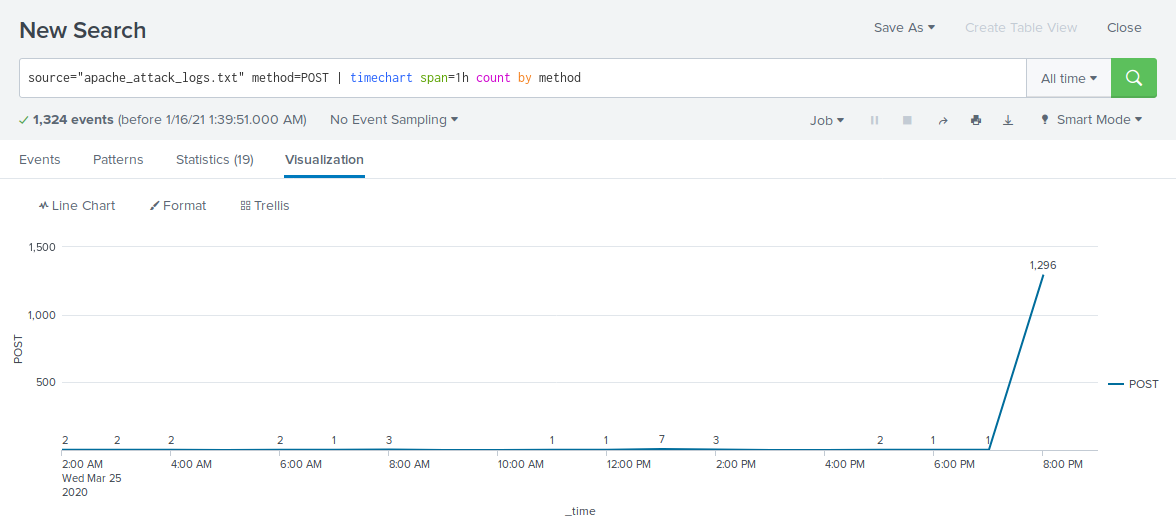 New Search
Save As
Create Table View
Close
source="apache_attack_logs.txt" method=POST | timechart span=1h count by method
All time
1,324 events (before 1/16/21 1:39:51.000 AM)
No Event Sampling
Job
Smart Mode
Events
Patterns
Statistics (19)
Visualization
Line Chart
Format
Trellis
1,500
1,000
500
POST
1,296
2 2 2 2 1 3 1 1 7 3 2 1 1
POST
2:00 AM 4:00 AM 6:00 AM 8:00 AM 10:00 AM 12:00 PM 2:00 PM 4:00 PM 6:00 PM 8:00 PM
Wed Mar 25
2020
_time